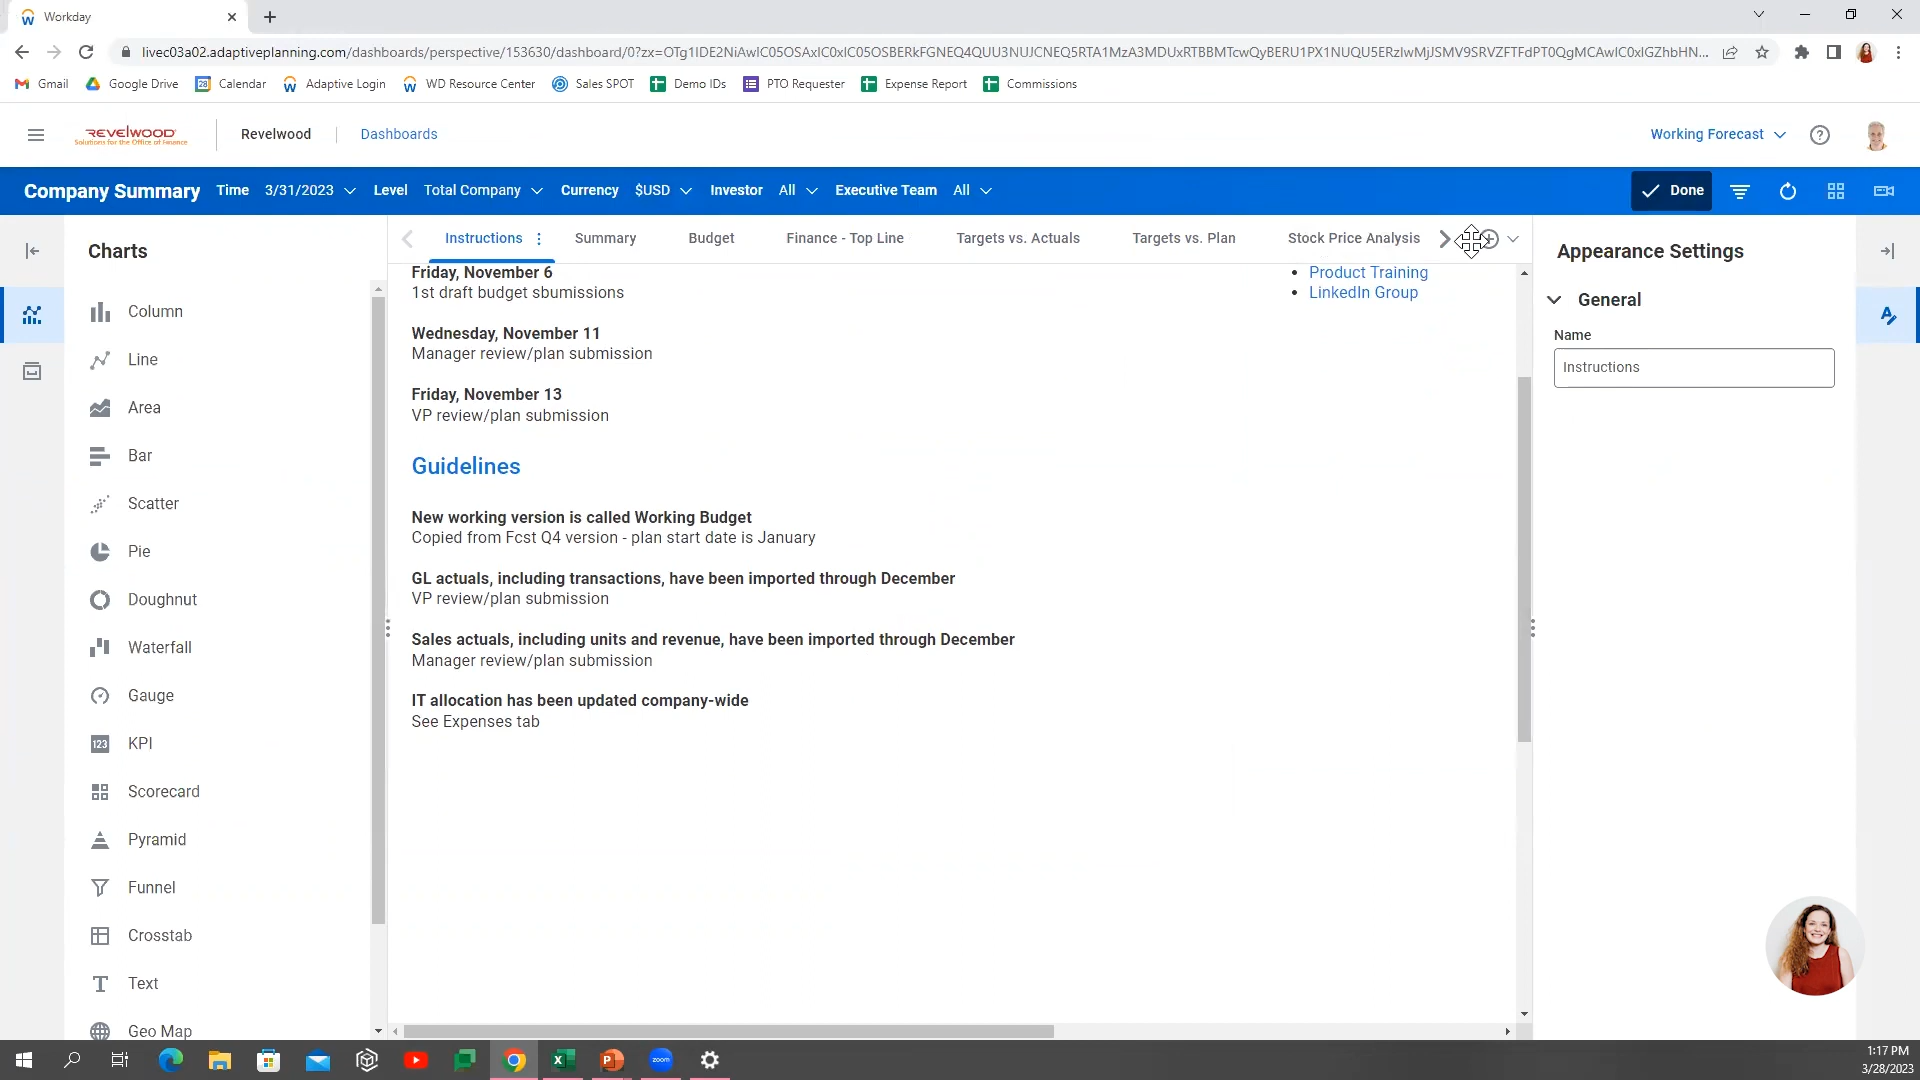 Workday
livec03a02.adaptiveplanning.com/dashboards/perspective/153630/dashboard/0?zx=
Gmail Google Drive Calendar Adaptive Login WD Resource Center Sales SPOT Demo IDs PTO Requester Expense Report Commissions
REVELWOOD
Solutions for the Office of Finance
Revelwood Dashboards Working Forecast
Company Summary Time 3/31/2023 Level Total Company Currency $USD Investor All Executive Team All Done
Charts
Column
Line
Area
Bar
Scatter
Pie
Doughnut
Waterfall
Gauge
123 KPI
Scorecard
Pyramid
Funnel
Crosstab
Text
Geo Map
Instructions Summary Budget Finance - Top Line Targets vs. Actuals Targets vs. Plan Stock Price Analysis
Friday, November 6
1st draft budget sbumissions
Wednesday, November 11
Manager review/plan submission
Friday, November 13
VP review/plan submission
Guidelines
New working version is called Working Budget
Copied from Fcst Q4 version - plan start date is January
GL actuals, including transactions, have been imported through December
VP review/plan submission
Sales actuals, including units and revenue, have been imported through December
Manager review/plan submission
IT allocation has been updated company-wide
See Expenses tab
• Product Training
• LinkedIn Group
Appearance Settings
General
Name
Instructions
zoom
1:17 PM
3/28/2023